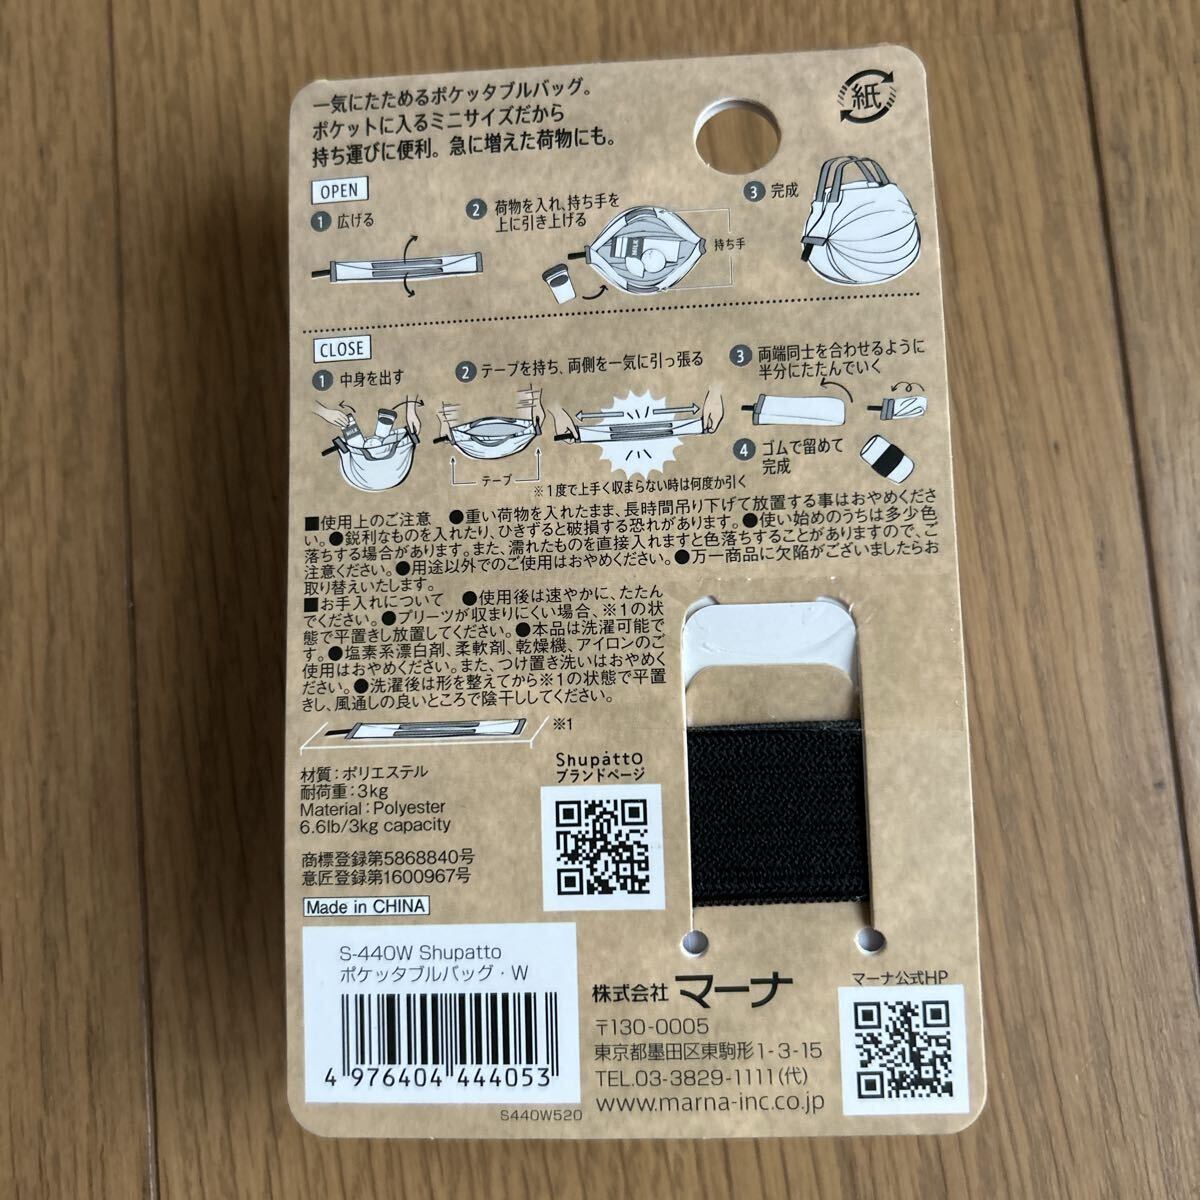 一気にたためるポケッタブルバッグ。
ポケットに入るミニサイズだから
持ち運びに便利。急に増えた荷物にも。
紙
OPEN
1 広げる
2 荷物を入れ、持ち手を
上に引き上げる
MILK
持ち手
3 完成
CLOSE
1 中身を出す
2 テープを持ち、両側を一気に引っ張る
テープ
※1度で上手く収まらない時は何度か引く
3 両端同士を合わせるように
半分にたたんでいく
4 ゴムで留めて
完成
■使用上のご注意 ●重い荷物を入れたまま、長時間吊り下げて放置する事はおやめくださ
い。●鋭利なものを入れたり、ひきずると破損する恐れがあります。●使い始めのうちは多少色
落ちする場合があります。また、濡れたものを直接入れますと色落ちすることがありますので、ご
注意ください。●用途以外でのご使用はおやめください。●万一商品に欠陥がございましたらお
取り替えいたします。
■お手入れについて ●使用後は速やかに、たたん
でください。●プリーツが収まりにくい場合、※1の状
態で平置きし放置してください。●本品は洗濯可能で
す。●塩素系漂白剤、柔軟剤、乾燥機、アイロンのご
使用はおやめください。また、つけ置き洗いはおやめく
ださい。●洗濯後は形を整えてから※1の状態で平置
きし、風通しの良いところで陰干ししてください。
※1
材質：ポリエステル
耐荷重：3kg
Material：Polyester
6.6lb/3kg capacity
商標登録第5868840号
意匠登録第1600967号
Made in CHINA
Shupatto
ブランドページ
S-440W Shupatto
ポケッタブルバッグ・W
4 976404 444053
S440W520
株式会社 マーナ
〒130-0005
東京都墨田区東駒形1-3-15
TEL.03-3829-1111(代)
www.marna-inc.co.jp
マーナ公式HP